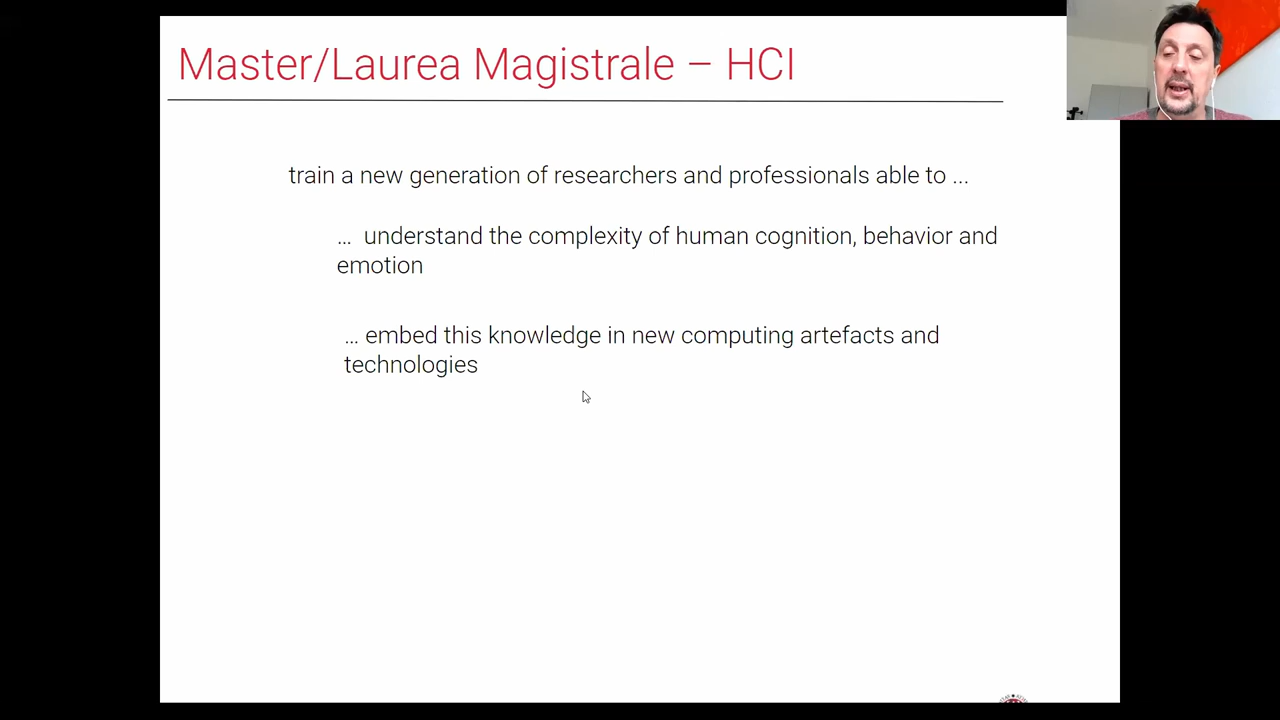 Master/Laurea Magistrale – HCI
train a new generation of researchers and professionals able to ...
... understand the complexity of human cognition, behavior and
emotion
... embed this knowledge in new computing artefacts and
technologies